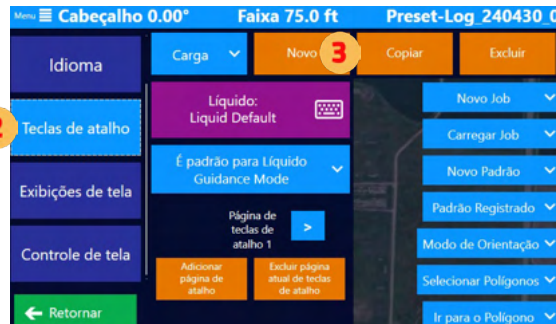 Menu ☰ Cabeçalho 0.00° Faixa 75.0 ft Preset-Log_240430_0
Idioma
2 Teclas de atalho
Exibições de tela
Controle de tela
← Retornar
Carga
Novo 3
Copiar
Excluir
Líquido:
Liquid Default
É padrão para Líquido
Guidance Mode
Página de
teclas de
atalho 1
>
Adicionar
página de
atalho
Excluir página
atual de teclas
de atalho
Novo Job
Carregar Job
Novo Padrão
Padrão Registrado
Modo de Orientação
Selecionar Polígonos
Ir para o Polígono